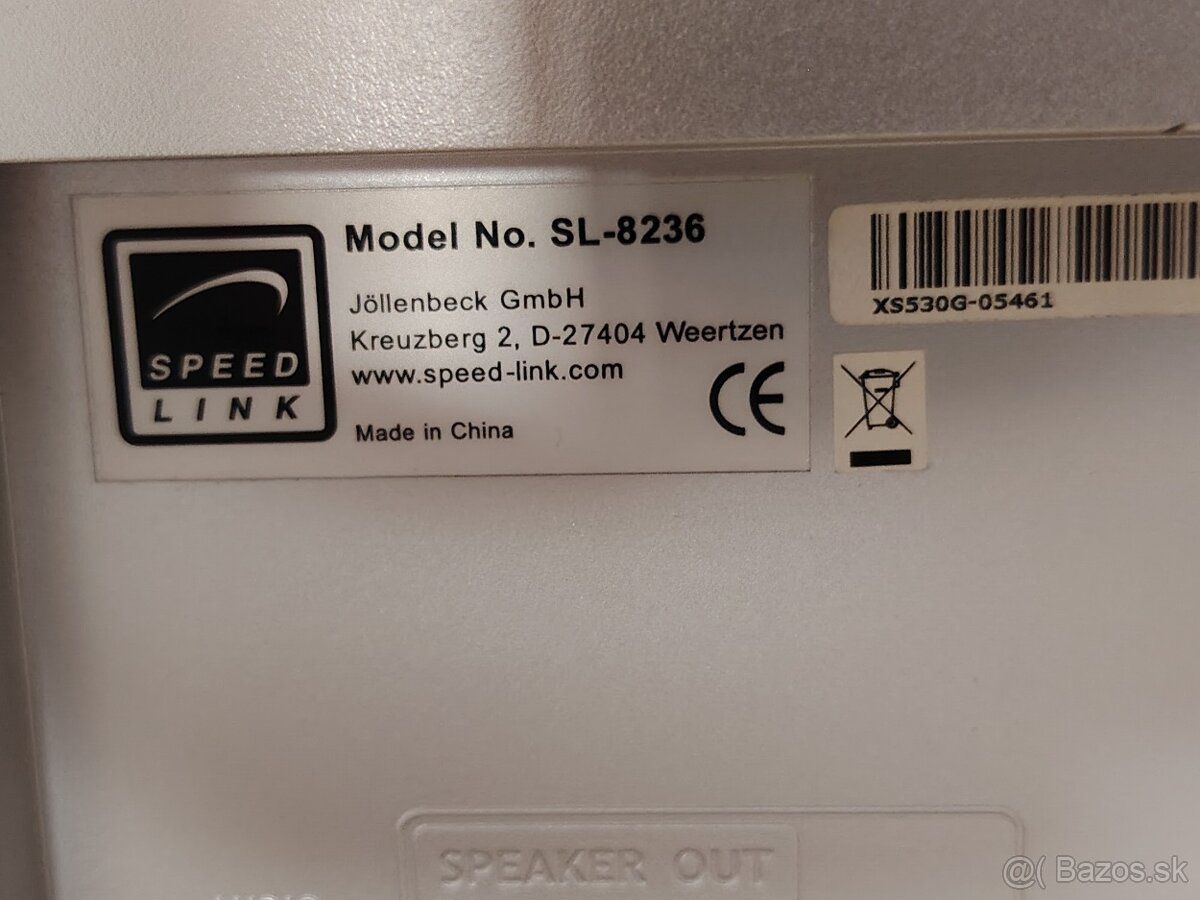 SPEED
LINK
Model No. SL-8236
Jöllenbeck GmbH
Kreuzberg 2, D-27404 Weertzen
www.speed-link.com
Made in China
CE
XS530G-05461
SPEAKER OUT
@( Bazos.sk